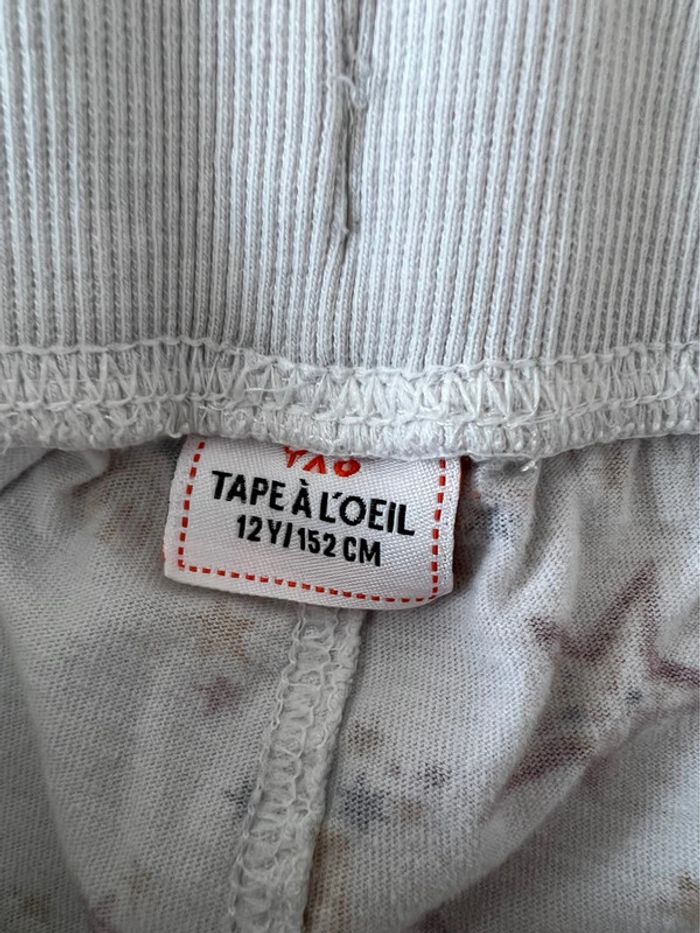 TAPE À L'OEIL
12 Y/152 CM